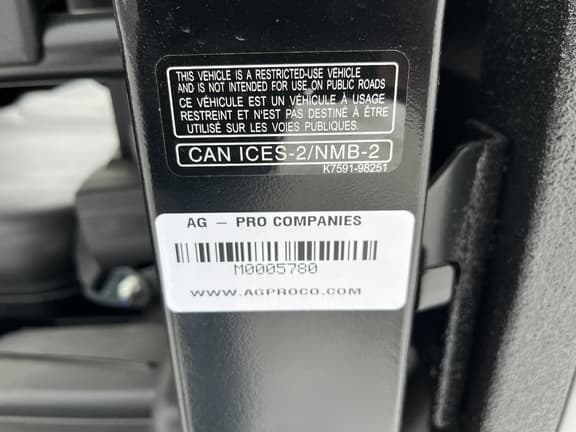 THIS VEHICLE IS A RESTRICTED-USE VEHICLE
AND IS NOT INTENDED FOR USE ON PUBLIC ROADS
CE VÉHICULE EST UN VÉHICULE À USAGE
RESTREINT ET N'EST PAS DESTINÉ À ÊTRE
UTILISÉ SUR LES VOIES PUBLIQUES.
CAN ICES-2/NMB-2
K7591-98251
AG - PRO COMPANIES
M0005780
WWW.AGPROCO.COM